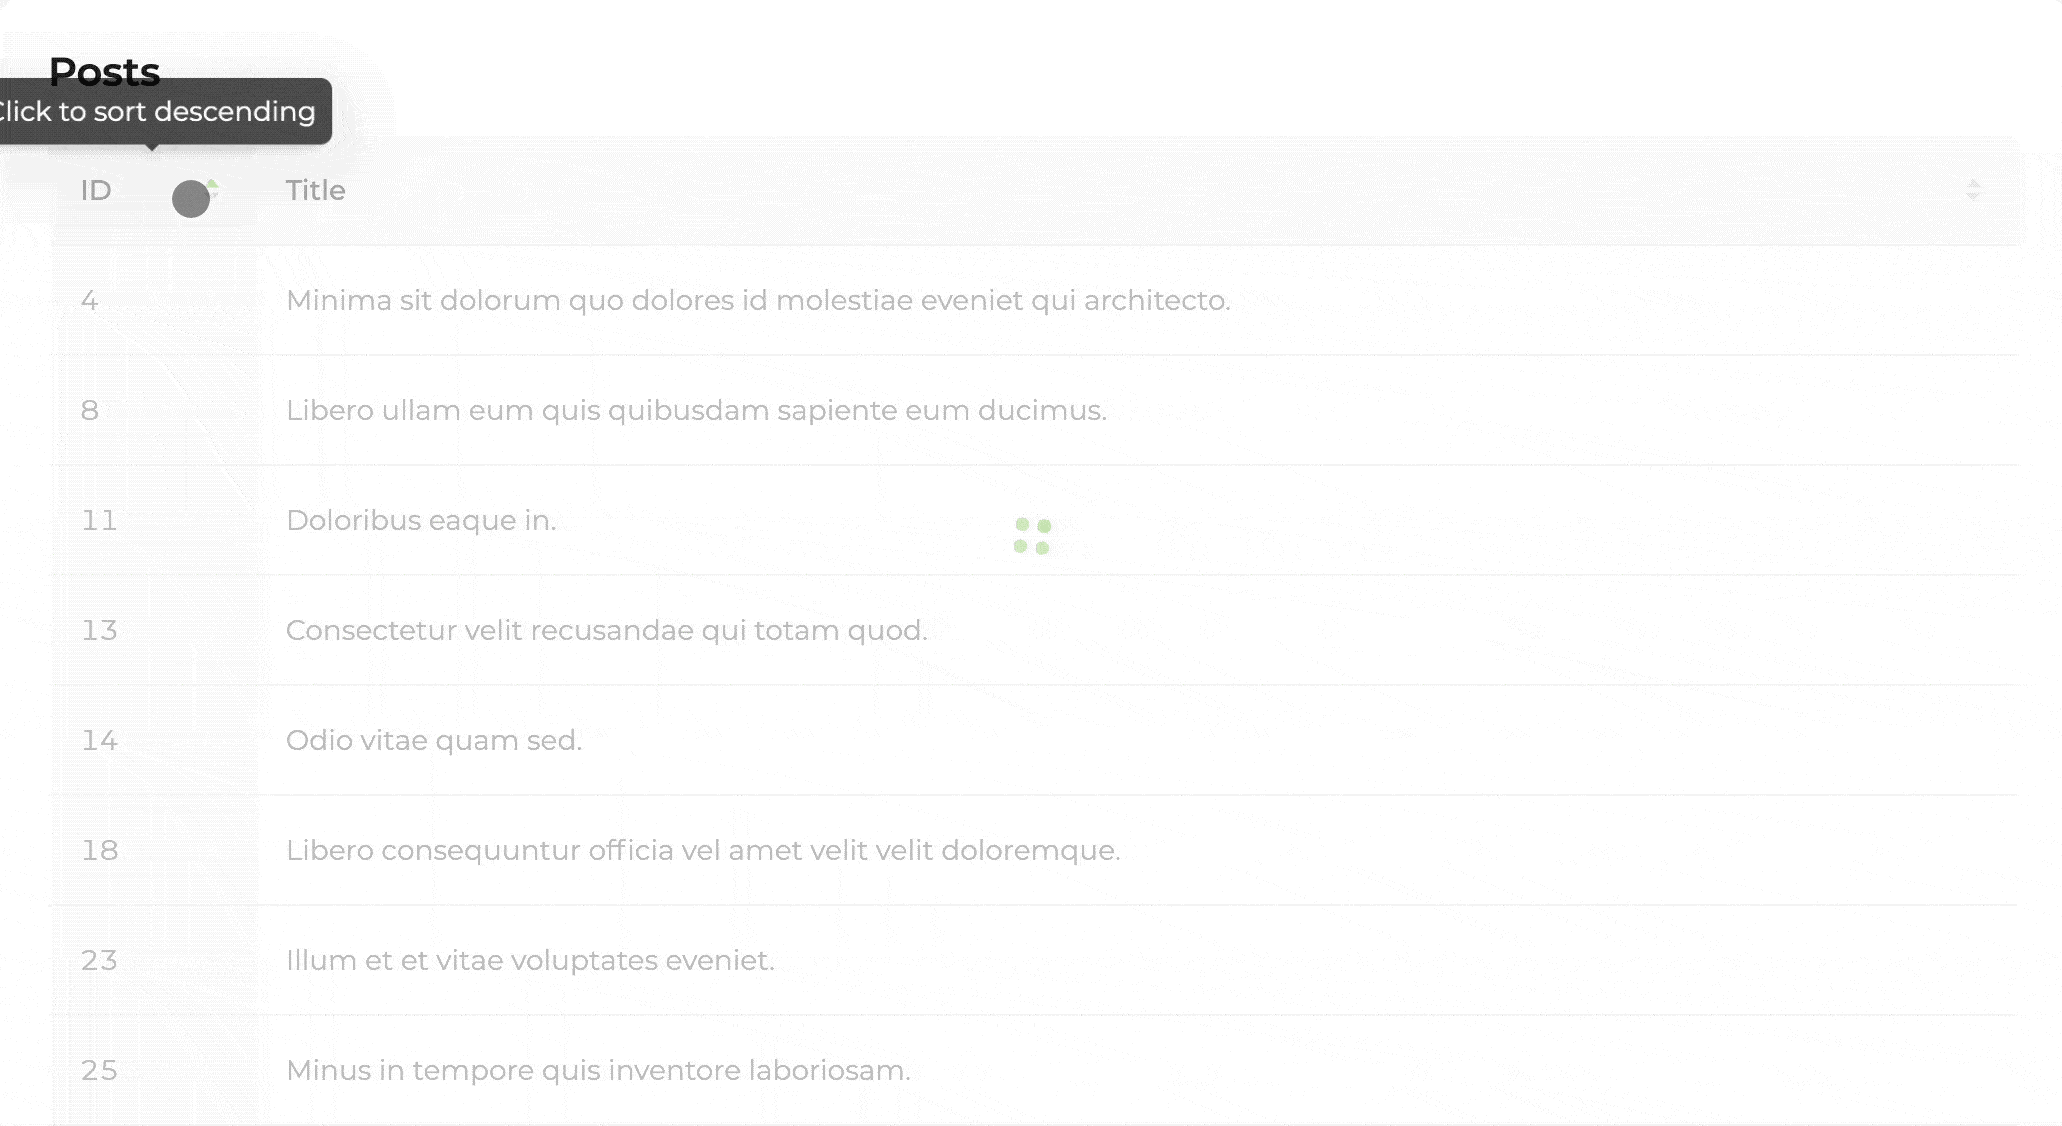 Posts
Click to sort descending
ID Title
4 Minima sit dolorum quo dolores id molestiae eveniet qui architecto.
8 Libero ullam eum quis quibusdam sapiente eum ducimus.
11 Doloribus eaque in.
13 Consectetur velit recusandae qui totam quod.
14 Odio vitae quam sed.
18 Libero consequuntur officia vel amet velit velit doloremque.
23 Illum et et vitae voluptates eveniet.
25 Minus in tempore quis inventore laboriosam.